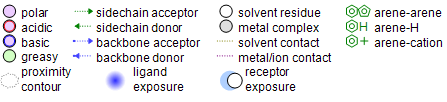 polar
acidic
basic
greasy
proximity
contour
sidechain acceptor
sidechain donor
backbone acceptor
backbone donor
ligand
exposure
solvent residue
metal complex
solvent contact
metal/ion contact
receptor
exposure
arene-arene
H arene-H
+ arene-cation